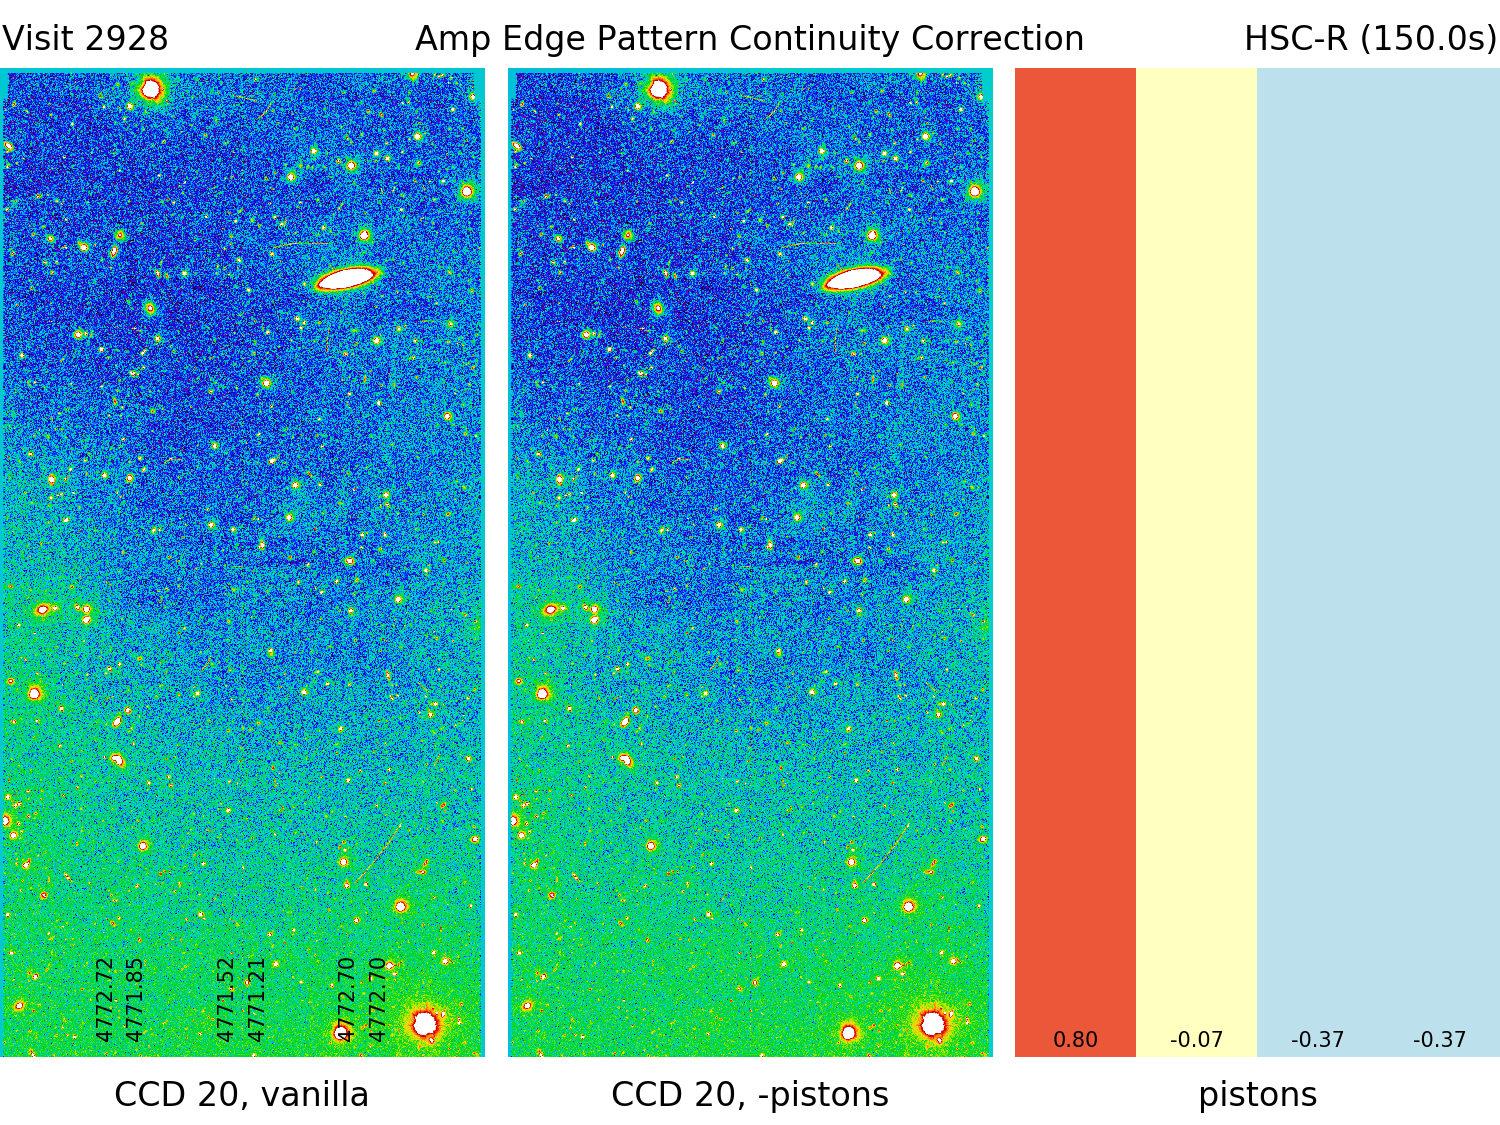 Visit 2928 Amp Edge Pattern Continuity Correction HSC-R (150.0s)
4772.72
4771.85
4771.52
4771.21
4772.70
4772.70
0.80 -0.07 -0.37 -0.37
CCD 20, vanilla CCD 20, -pistons pistons